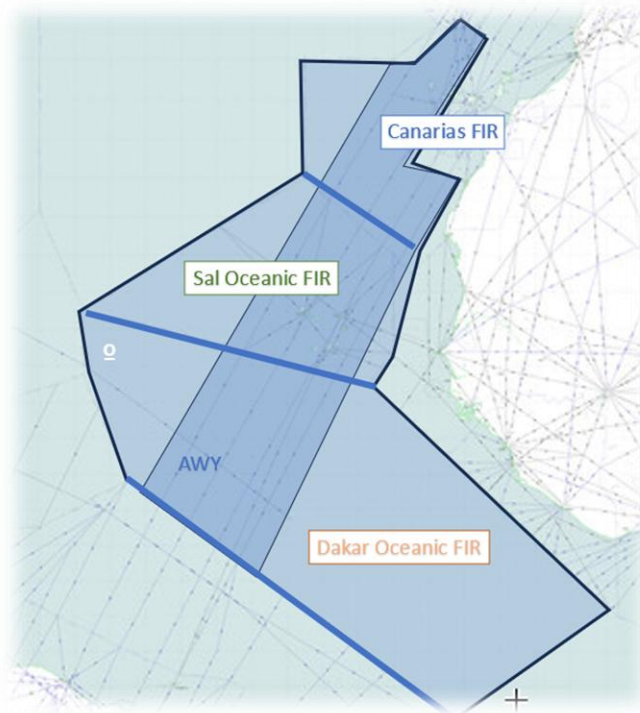 Canarias FIR
Sal Oceanic FIR
o
AWY
Dakar Oceanic FIR